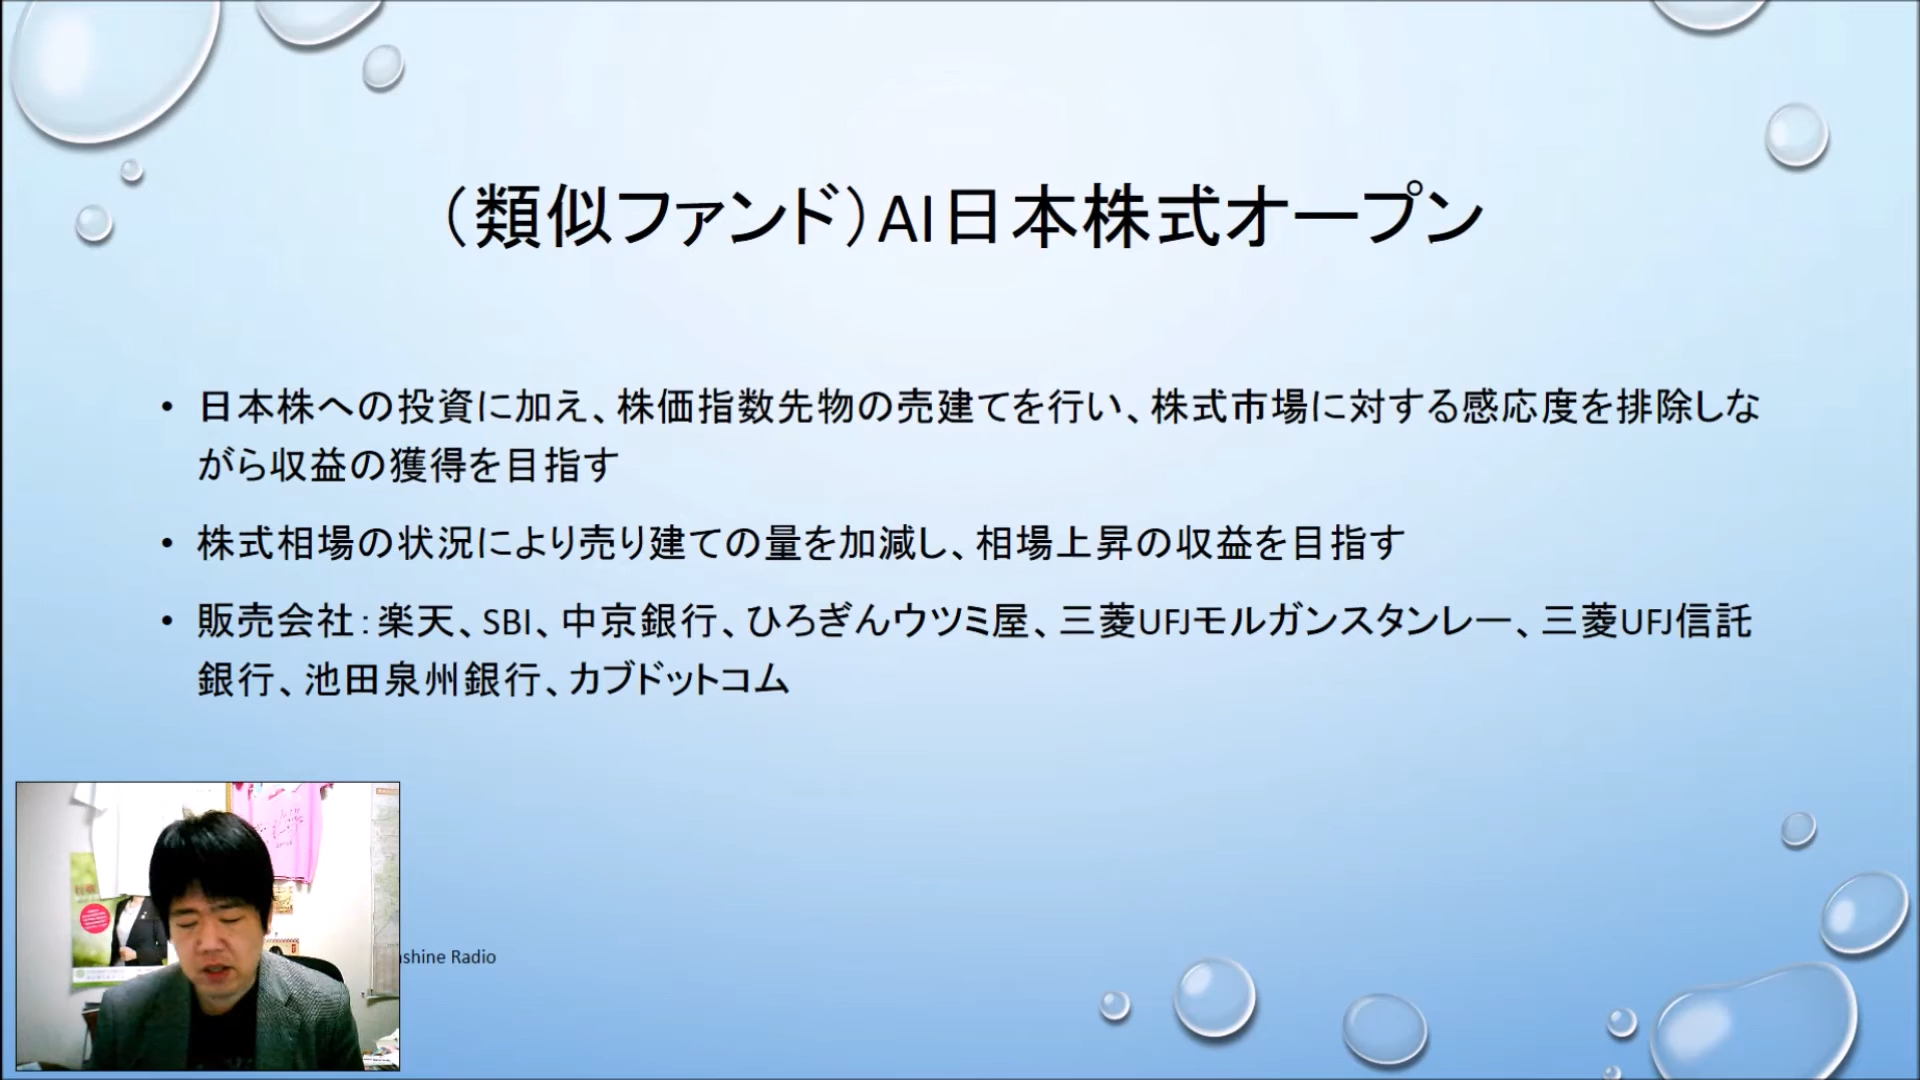 （類似ファンド）AI日本株式オープン
• 日本株への投資に加え、株価指数先物の売建てを行い、株式市場に対する感応度を排除しな
がら収益の獲得を目指す
• 株式相場の状況により売り建ての量を加減し、相場上昇の収益を目指す
• 販売会社：楽天、SBI、中京銀行、ひろぎんウツミ屋、三菱UFJモルガンスタンレー、三菱UFJ信託
銀行、池田泉州銀行、カブドットコム
shine Radio